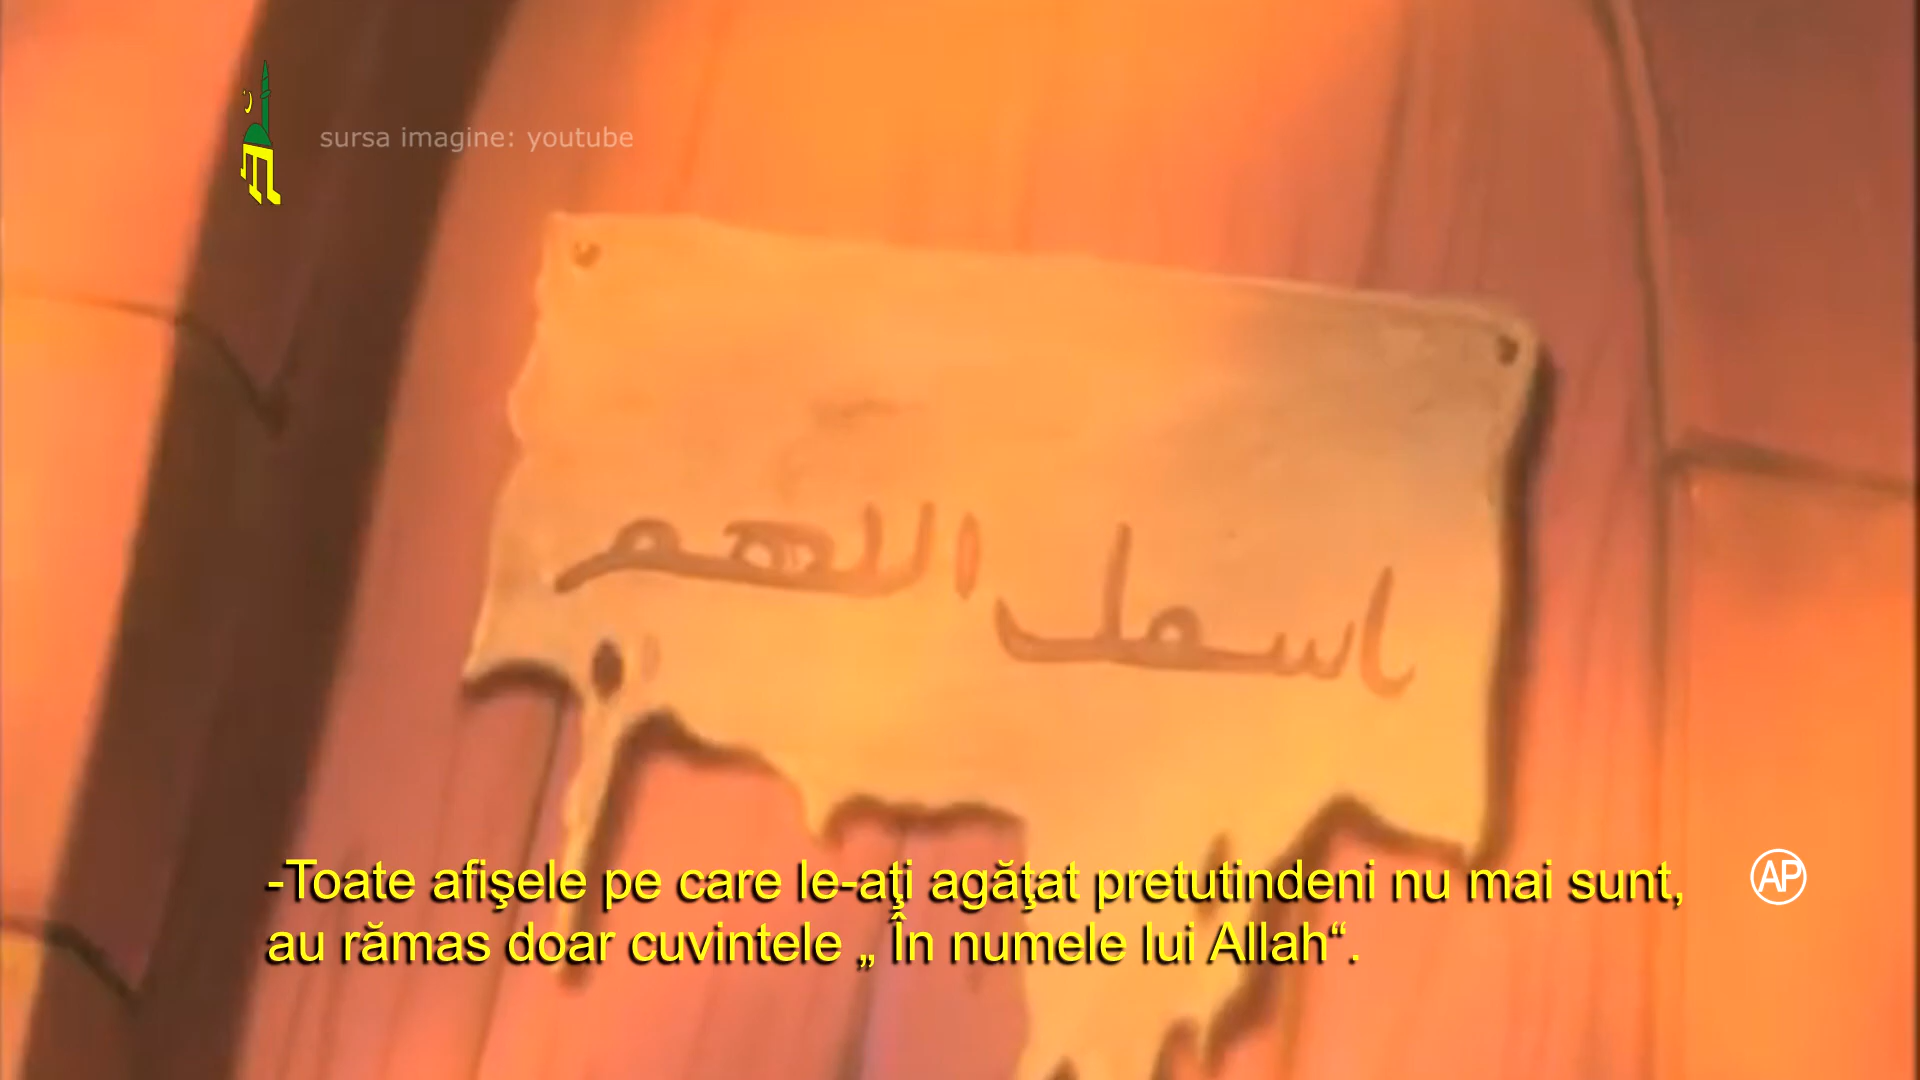 sursa imagine: youtube
باسمك اللهم
-Toate afişele pe care le-aţi agăţat pretutindeni nu mai sunt,
au rămas doar cuvintele „ În numele lui Allah“.
AP